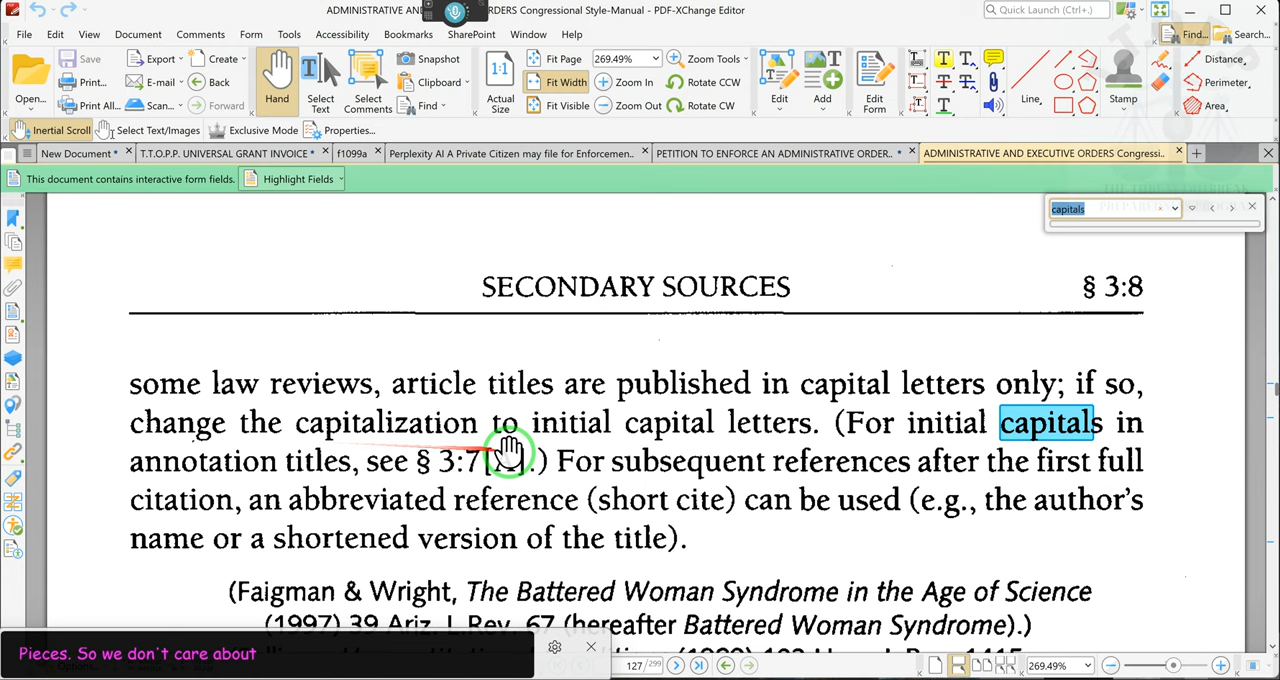 ADMINISTRATIVE AN
ORDERS Congressional Style-Manual - PDF-XChange Editor
Quick Launch (Ctrl+.)
File Edit View Document Comments Form Tools Accessibility Bookmarks SharePoint Window Help
Find... Search...
Save Export Create Snapshot Fit Page 269.49% Zoom Tools Distance,
Print... Back Clipboard Fit Width Zoom In Rotate CCW Perimeter,
Open... Print All... Scan... Forward Hand Select Text Select Comments Find Actual Size Fit Visible Zoom Out Rotate CW Edit Add Edit Form Line, Stamp Area,
Inertial Scroll Select Text/Images Exclusive Mode Properties...
New Document * T.T.O.P.P. UNIVERSAL GRANT INVOICE * f1099a Perplexity AI A Private Citizen may file for Enforcemen.. PETITION TO ENFORCE AN ADMINISTRATIVE ORDER.. * ADMINISTRATIVE AND EXECUTIVE ORDERS Congressi..
This document contains interactive form fields. Highlight Fields
capitals
SECONDARY SOURCES § 3:8
some law reviews, article titles are published in capital letters only; if so,
change the capitalization to initial capital letters. (For initial capitals in
annotation titles, see § 3:7[ ].) For subsequent references after the first full
citation, an abbreviated reference (short cite) can be used (e.g., the author's
name or a shortened version of the title).
(Faigman & Wright, The Battered Woman Syndrome in the Age of Science
(1997) 39 Ariz. L.Rev. 67 (hereafter Battered Woman Syndrome).)
Pieces. So we don't care about
127 /299
269.49%